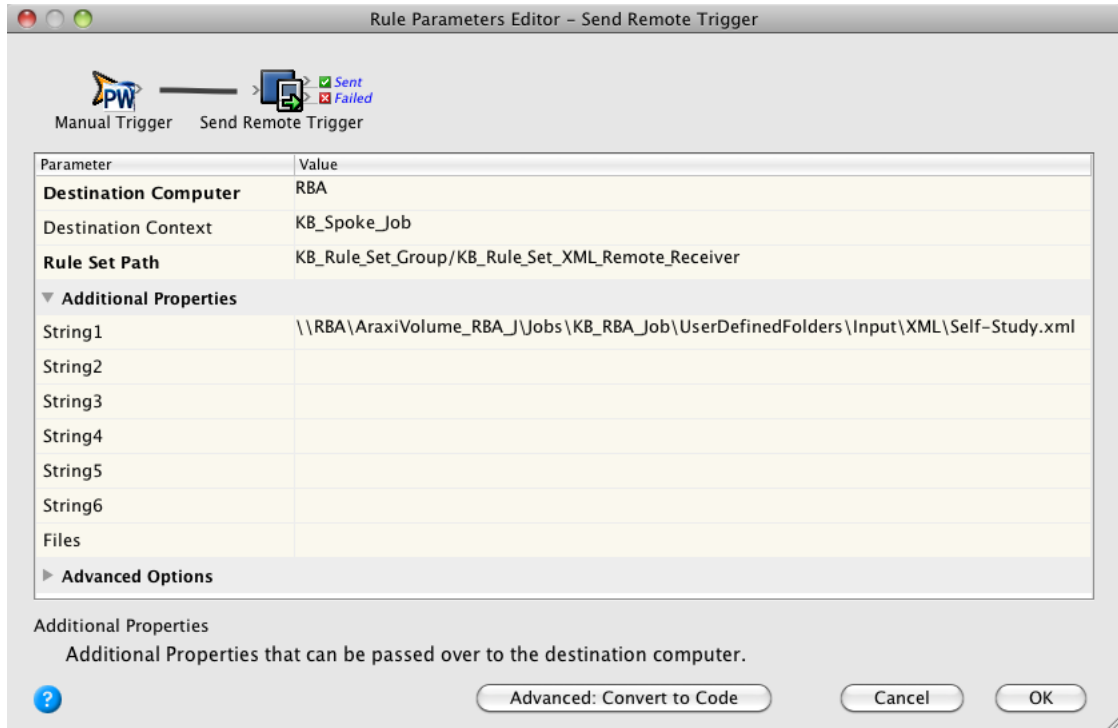 Rule Parameters Editor – Send Remote Trigger
PW
Sent
Failed
Manual Trigger Send Remote Trigger
Parameter Value
Destination Computer RBA
Destination Context KB_Spoke_Job
Rule Set Path KB_Rule_Set_Group/KB_Rule_Set_XML_Remote_Receiver
Additional Properties
String1 \\RBA\AraxiVolume_RBA_J\Jobs\KB_RBA_Job\UserDefinedFolders\Input\XML\Self-Study.xml
String2
String3
String4
String5
String6
Files
Advanced Options
Additional Properties
Additional Properties that can be passed over to the destination computer.
? Advanced: Convert to Code Cancel OK